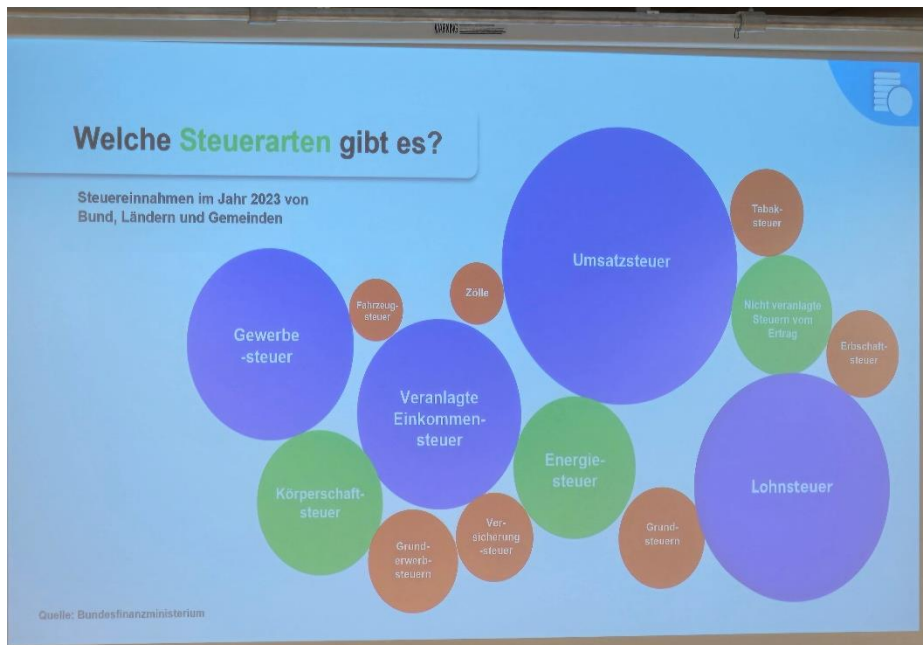 WARNING
Welche Steuerarten gibt es?
Steuereinnahmen im Jahr 2023 von
Bund, Ländern und Gemeinden
Umsatzsteuer
Tabak-
steuer
Zölle
Fahrzeug-
steuer
Nicht veranlagte
Steuern vom
Ertrag
Gewerbe
-steuer
Erbschaft-
steuer
Veranlagte
Einkommen-
steuer
Energie-
steuer
Lohnsteuer
Körperschaft-
steuer
Ver-
sicherung
-steuer
Grund-
steuern
Grund-
erwerb-
steuern
Quelle: Bundesfinanzministerium